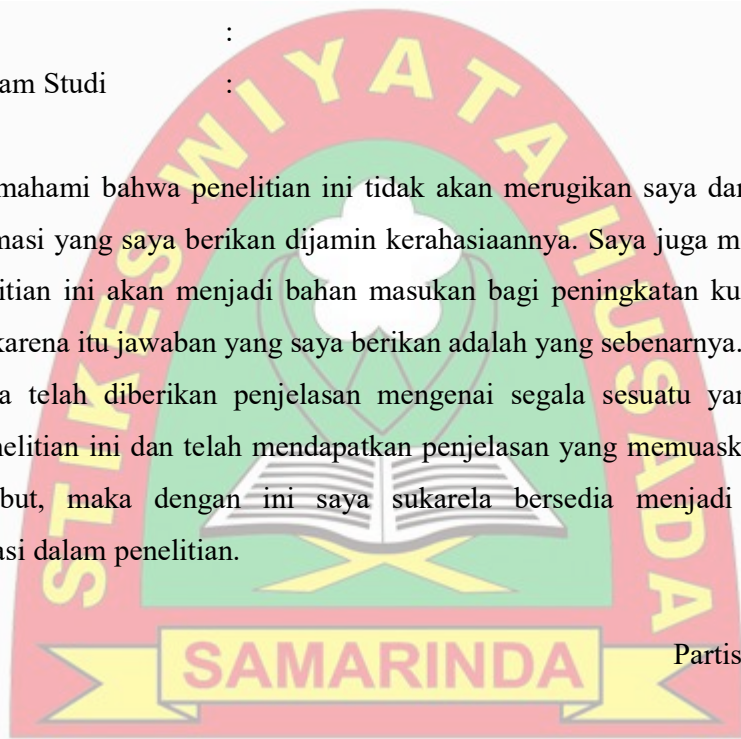 :
am Studi :
mahami bahwa penelitian ini tidak akan merugikan saya dan
masi yang saya berikan dijamin kerahasiaannya. Saya juga m
itian ini akan menjadi bahan masukan bagi peningkatan ku
karena itu jawaban yang saya berikan adalah yang sebenarnya.
a telah diberikan penjelasan mengenai segala sesuatu yan
nelitian ini dan telah mendapatkan penjelasan yang memuask
but, maka dengan ini saya sukarela bersedia menjadi
asi dalam penelitian.
Partis
STIKES WIYATA HUSADA
SAMARINDA